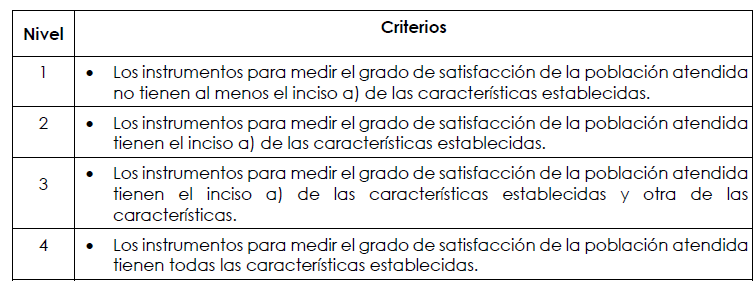 Nivel Criterios
1 • Los instrumentos para medir el grado de satisfacción de la población atendida
no tienen al menos el inciso a) de las características establecidas.
2 • Los instrumentos para medir el grado de satisfacción de la población atendida
tienen el inciso a) de las características establecidas.
3 • Los instrumentos para medir el grado de satisfacción de la población atendida
tienen el inciso a) de las características establecidas y otra de las
características.
4 • Los instrumentos para medir el grado de satisfacción de la población atendida
tienen todas las características establecidas.